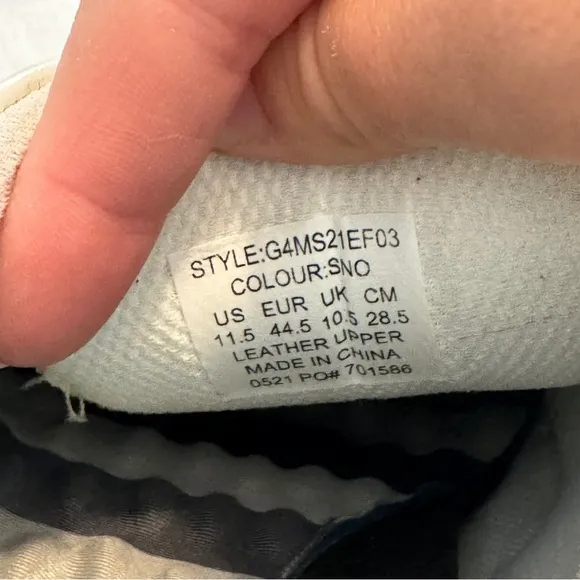 STYLE:G4MS21EF03
COLOUR:SNO
US EUR UK CM
11.5 44.5 10.5 28.5
LEATHER UPPER
MADE IN CHINA
0521 PO# 701586